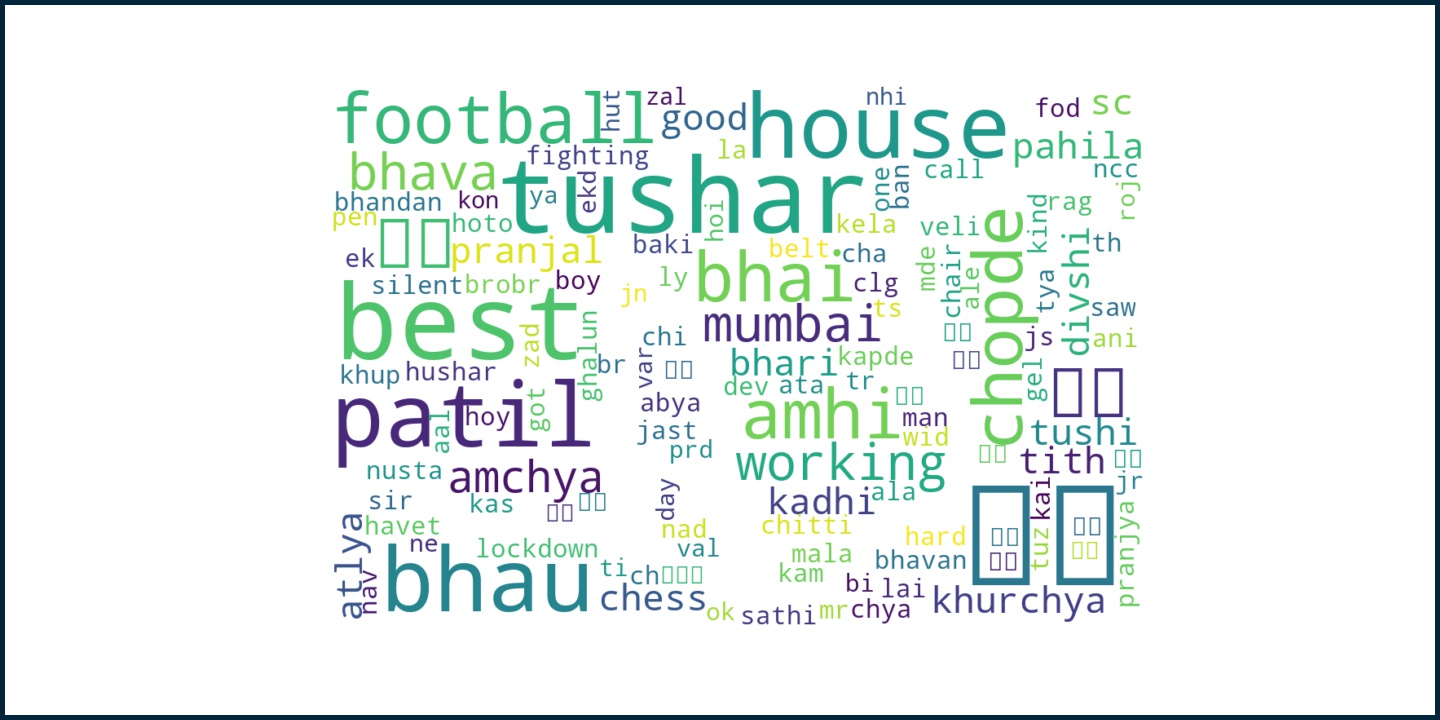 football
hut
zal
good
house
nhi
fod
sc
bhava
fighting
la
pahila
tushar
call
ncc
bhandan
kon
ya
ekd
one
ban
roj
pen
hoto
hoi
kela
veli
kind
rag
ek
pranjal
baki
belt
cha
th
silent
brobr
boy
ly
bhai
clg
mde
chair
ale
chopde
tya
divshi
saw
best
jn
mumbai
ts
js
ani
zad
ghalun
chi
bhari
kapde
khup
hushar
br
var
dev
ata
tr
gel
patil
hoy
got
aal
abya
amhi
man
jast
wid
tushi
prd
working
tith
nusta
amchya
jr
sir
kas
day
kadhi
ala
kai
havet
nad
chitti
hard
tuz
pranjya
atlya
ne
lockdown
val
mala
bhavan
nav
bhau
ti
ch
kam
bi
lai
chess
ok
sathi
mr
chya
khurchya